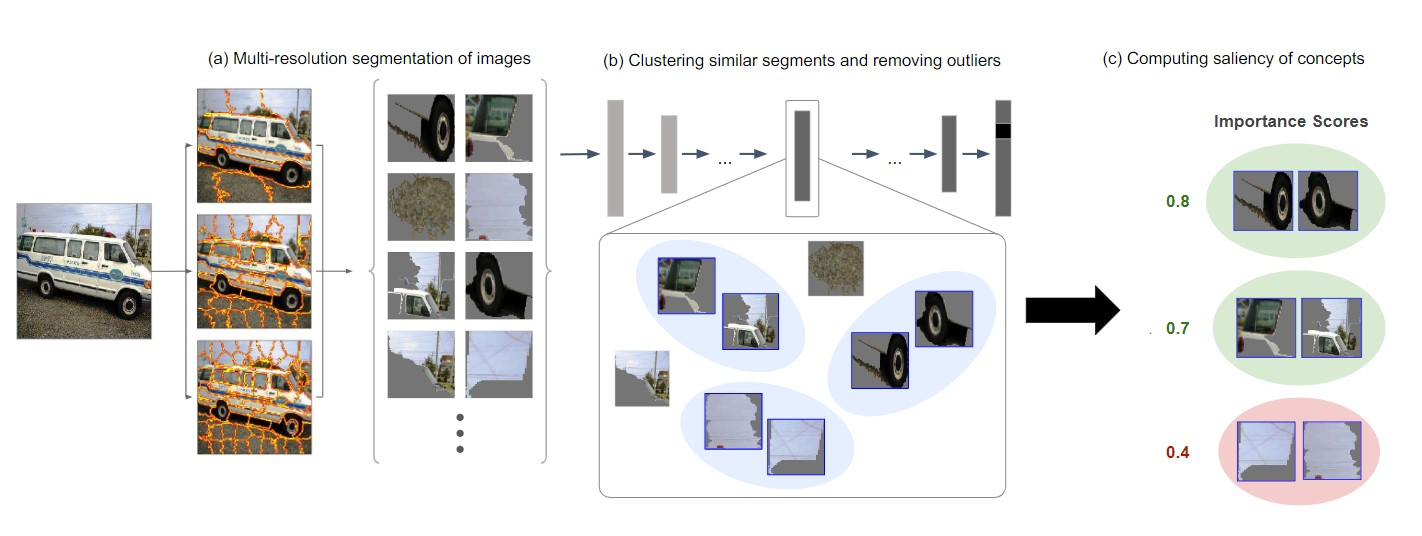 (a) Multi-resolution segmentation of images
(b) Clustering similar segments and removing outliers
(c) Computing saliency of concepts
...
...
Importance Scores
0.8
0.7
0.4